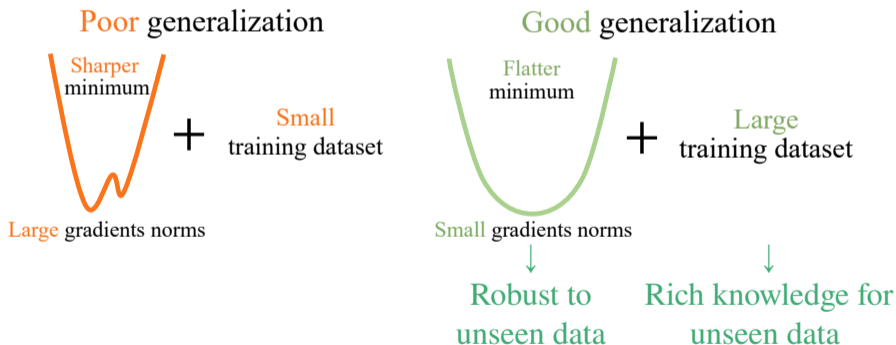 Poor generalization
Sharper
minimum
+
Small
training dataset
Large gradients norms
Good generalization
Flatter
minimum
+
Large
training dataset
Small gradients norms
↓
↓
Robust to
unseen data
Rich knowledge for
unseen data